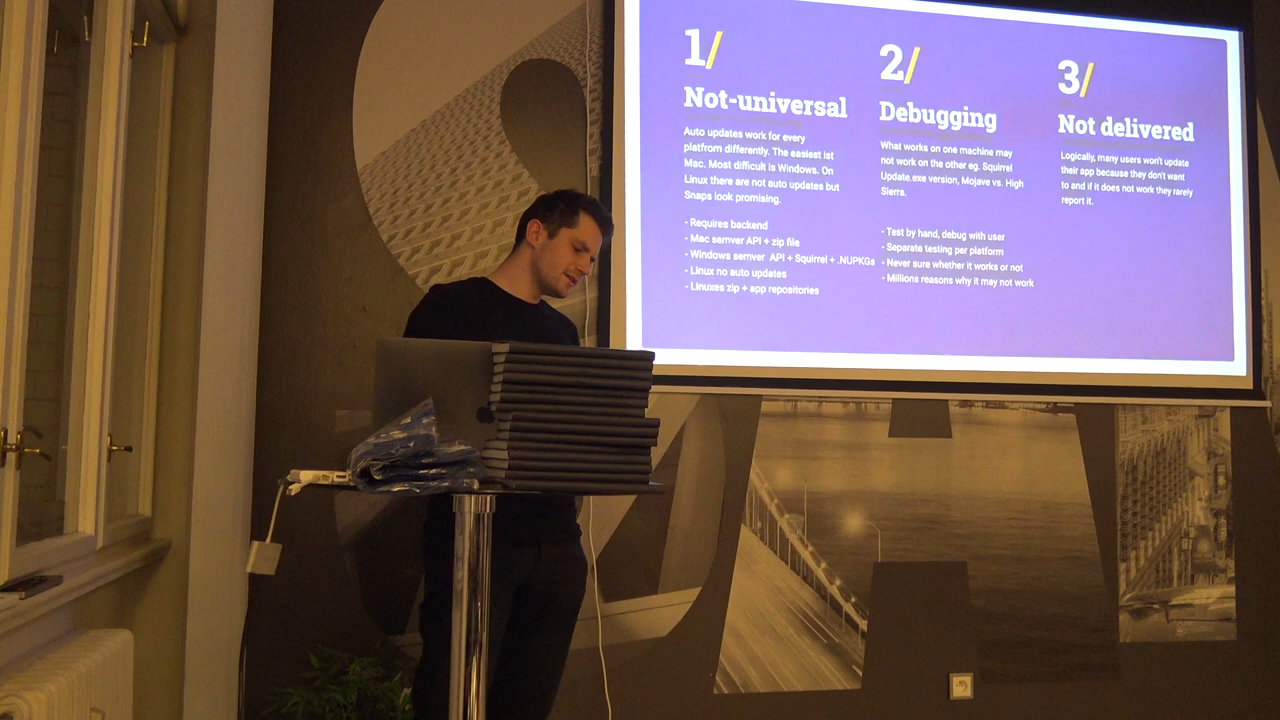 1/
Not-universal
Auto updates work for every
platfrom differently. The easiest ist
Mac. Most difficult is Windows. On
Linux there are not auto updates but
Snaps look promising.
- Requires backend
- Mac semver API + zip file
- Windows semver API + Squirrel + .NUPKGs
- Linux no auto updates
- Linuxes zip + app repositories
2/
Debugging
What works on one machine may
not work on the other eg. Squirrel
Update.exe version, Mojave vs. High
Sierra.
- Test by hand, debug with user
- Separate testing per platform
- Never sure whether it works or not
- Millions reasons why it may not work
3/
Not delivered
Logically, many users won't update
their app because they don't want
to and if it does not work they rarely
report it.